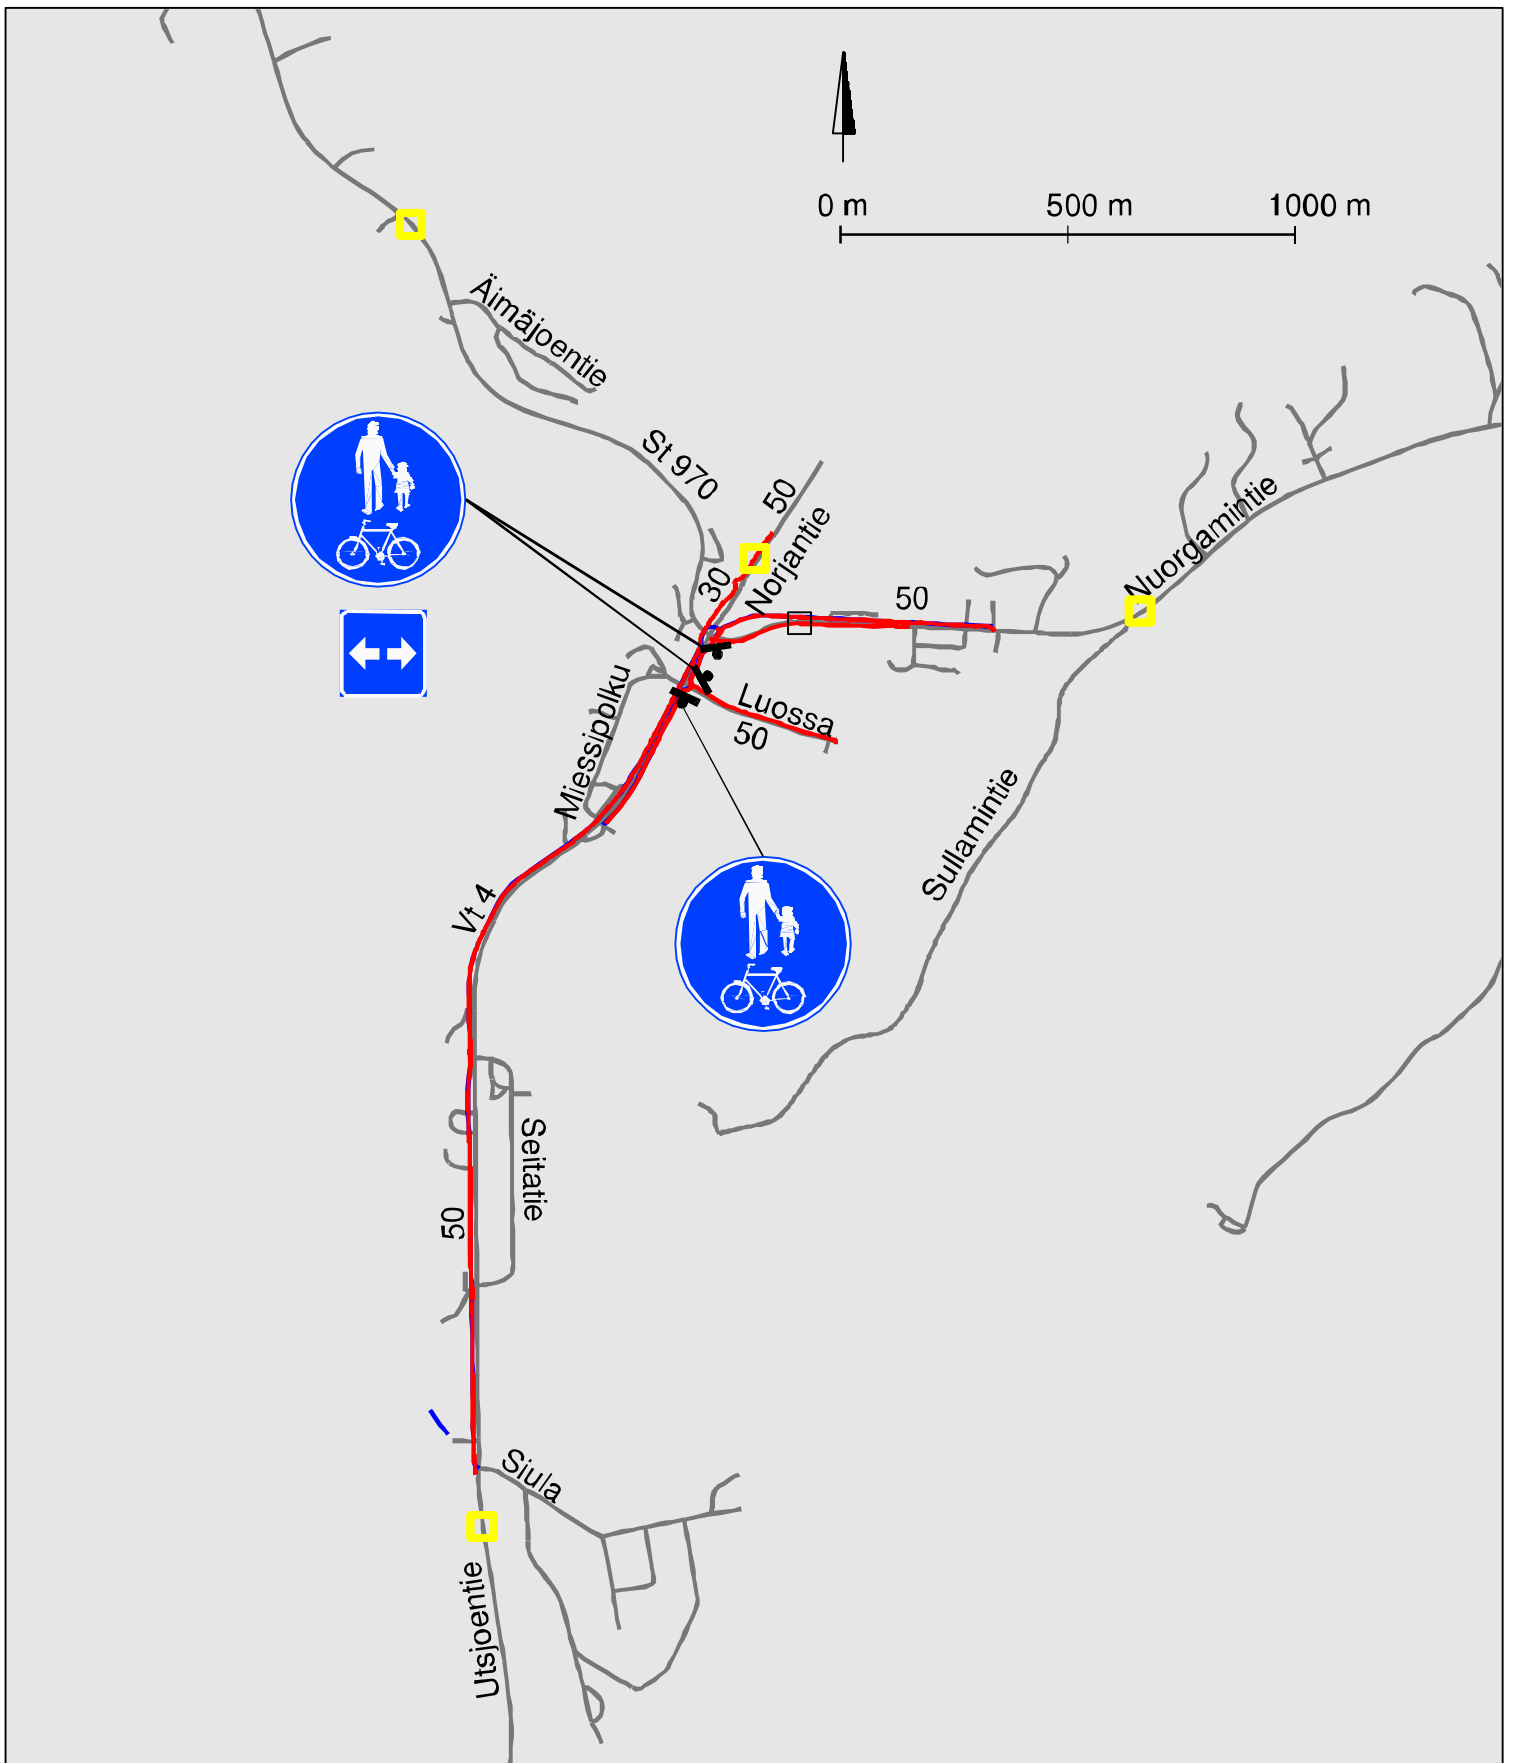 0 m
500 m
1000 m
Äimäjoentie
St 970
50
Norjantie
30
Nuorgamintie
50
Miessipolku
Luossa
50
Sullamintie
Vt 4
Seitatie
50
Siula
Utsjoentie